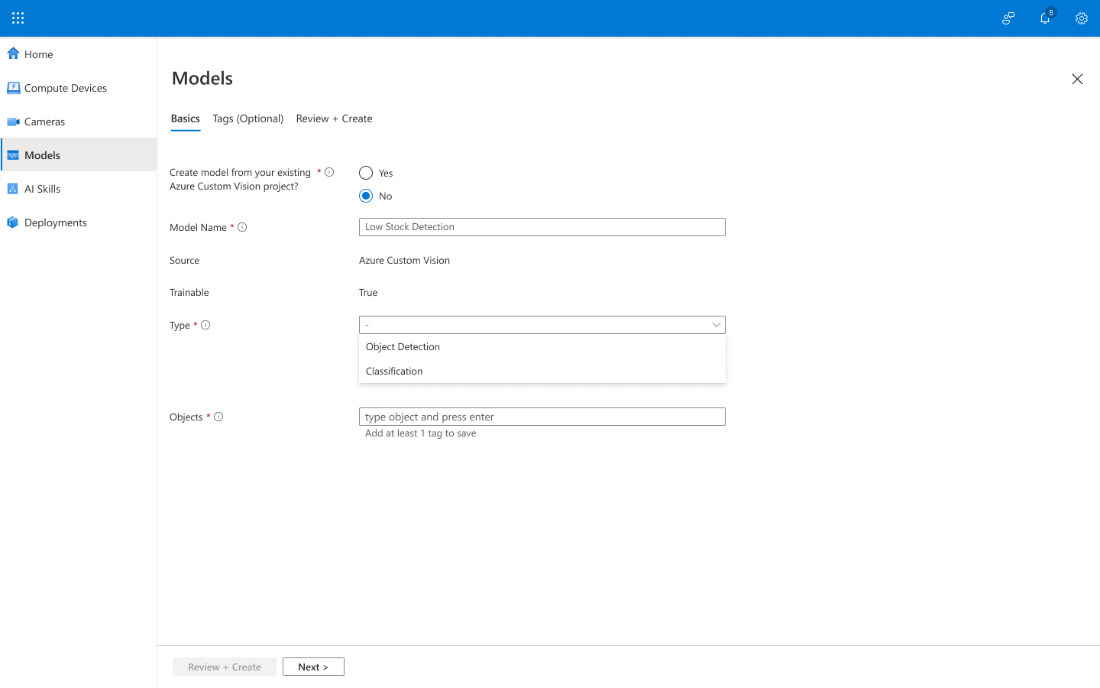 8
Home
Compute Devices
Cameras
Models
AI Skills
Deployments
Models
Basics Tags (Optional) Review + Create
Create model from your existing *
Azure Custom Vision project?
Yes
No
Model Name * Low Stock Detection
Source Azure Custom Vision
Trainable True
Type * -
Object Detection
Classification
Objects * type object and press enter
Add at least 1 tag to save
Review + Create Next >